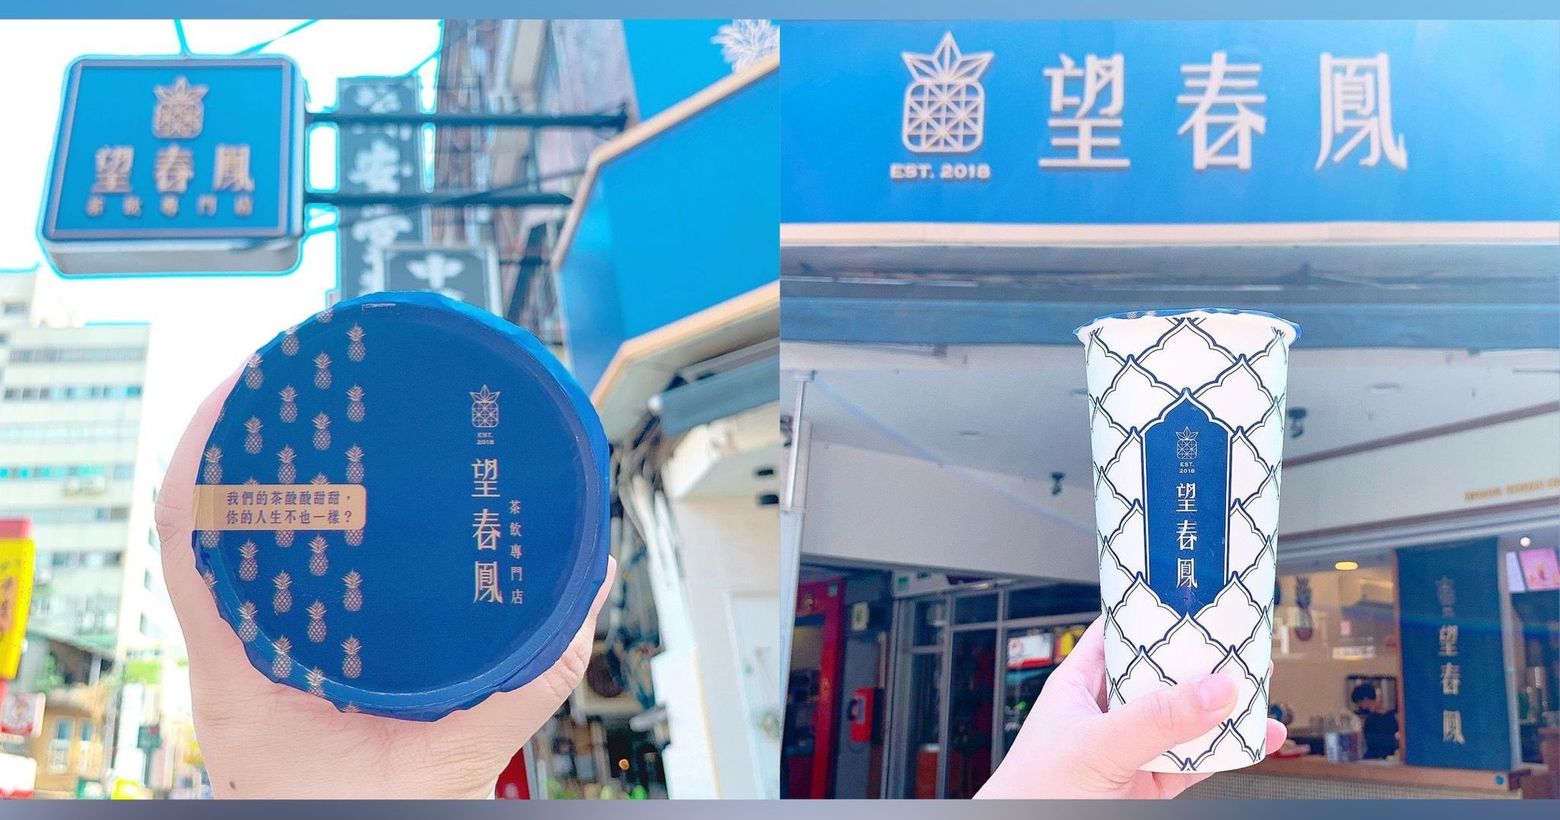 望春鳳
茶飲專門店
我們的茶酸酸甜甜，
你的人生不也一樣？
EST.
2018
望春鳳
茶飲專門店
EST. 2018
望春鳳
EST.
2018
望春鳳
望春鳳